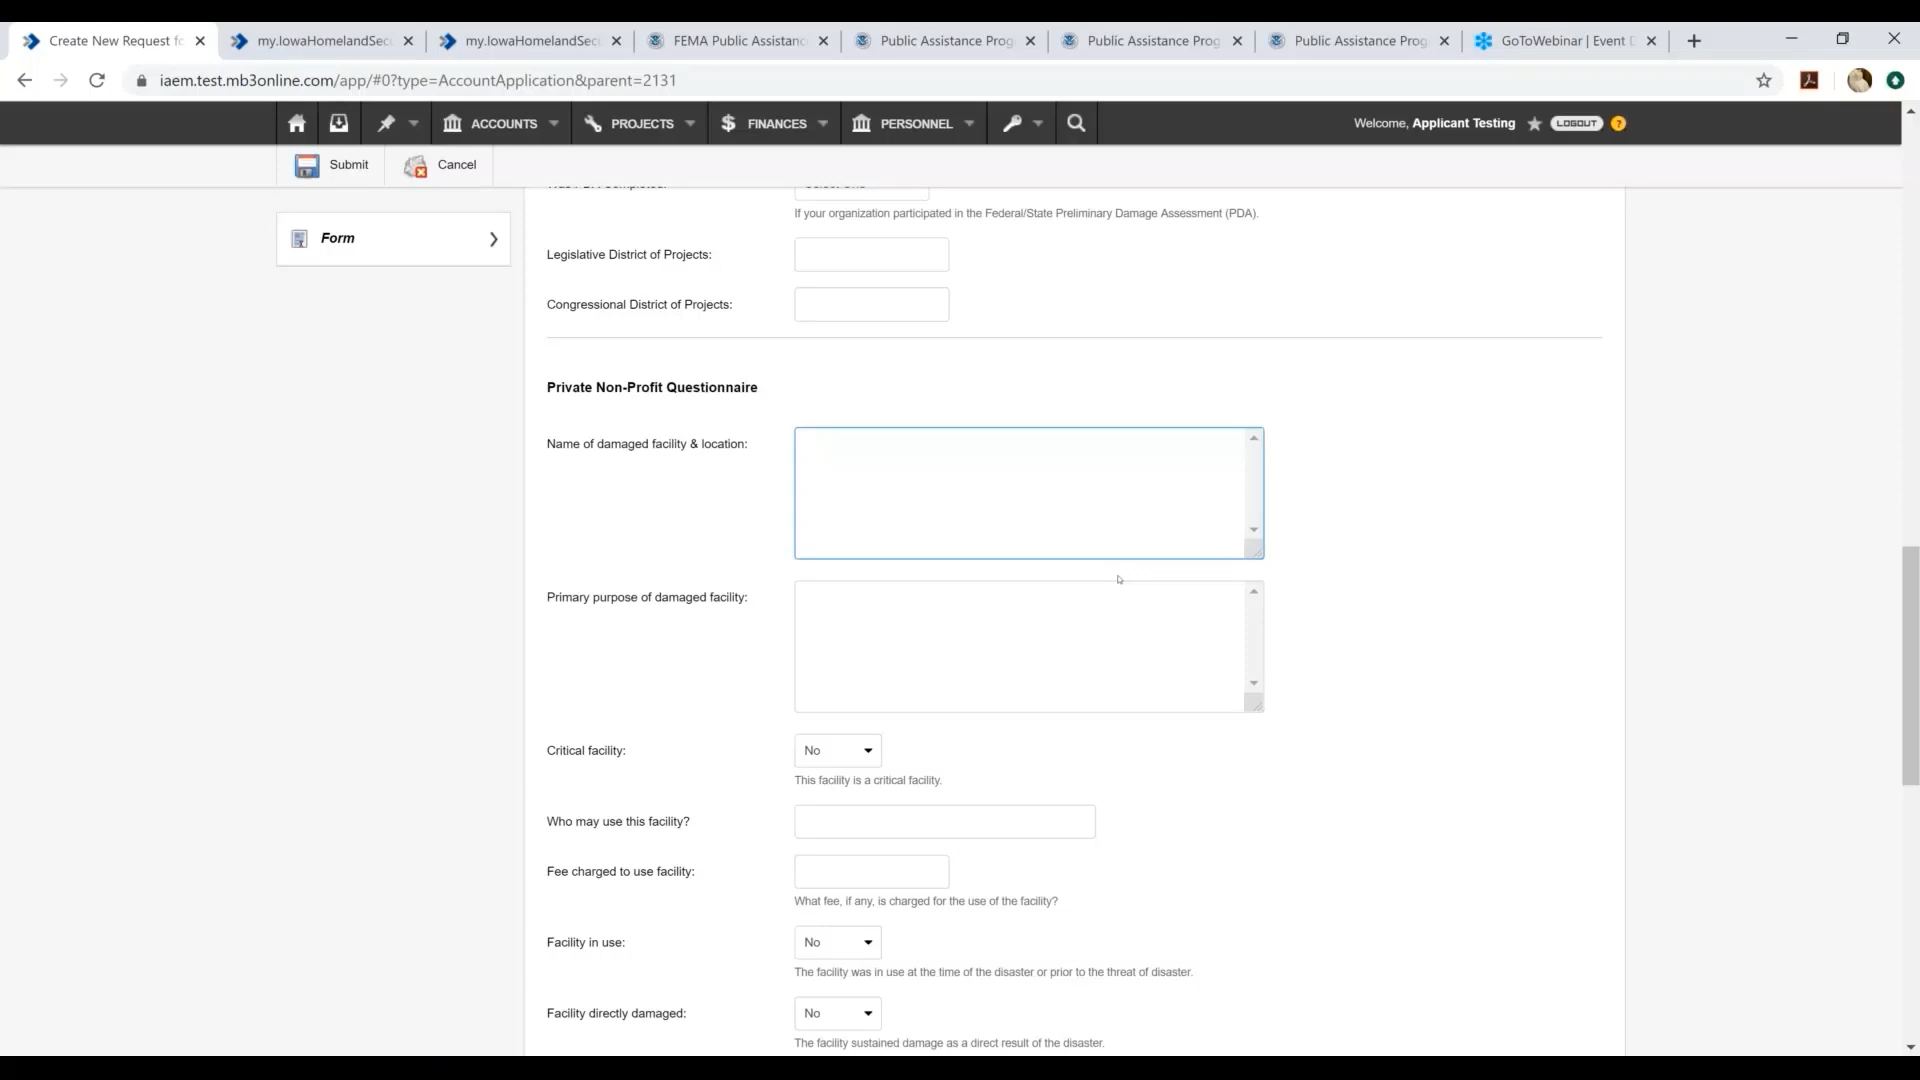 Create New Request fo
my.IowaHomelandSecu
my.IowaHomelandSecu
FEMA Public Assistanc
Public Assistance Prog
Public Assistance Prog
Public Assistance Prog
GoToWebinar | Event D
iaem.test.mb3online.com/app/#0?type=AccountApplication&parent=2131
ACCOUNTS
PROJECTS
FINANCES
PERSONNEL
Welcome, Applicant Testing
LOGOUT
?
Submit
Cancel
Form
If your organization participated in the Federal/State Preliminary Damage Assessment (PDA).
Legislative District of Projects:
Congressional District of Projects:
Private Non-Profit Questionnaire
Name of damaged facility & location:
Primary purpose of damaged facility:
Critical facility:
No
This facility is a critical facility.
Who may use this facility?
Fee charged to use facility:
What fee, if any, is charged for the use of the facility?
Facility in use:
No
The facility was in use at the time of the disaster or prior to the threat of disaster.
Facility directly damaged:
No
The facility sustained damage as a direct result of the disaster.